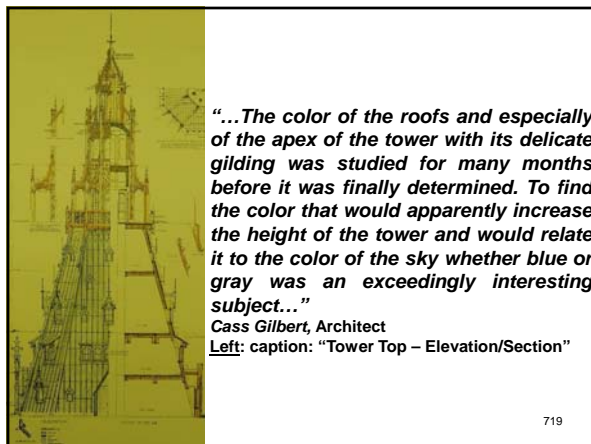 “…The color of the roofs and especially
of the apex of the tower with its delicate
gilding was studied for many months
before it was finally determined. To find
the color that would apparently increase
the height of the tower and would relate
it to the color of the sky whether blue or
gray was an exceedingly interesting
subject…”
Cass Gilbert, Architect
Left: caption: “Tower Top – Elevation/Section”
719